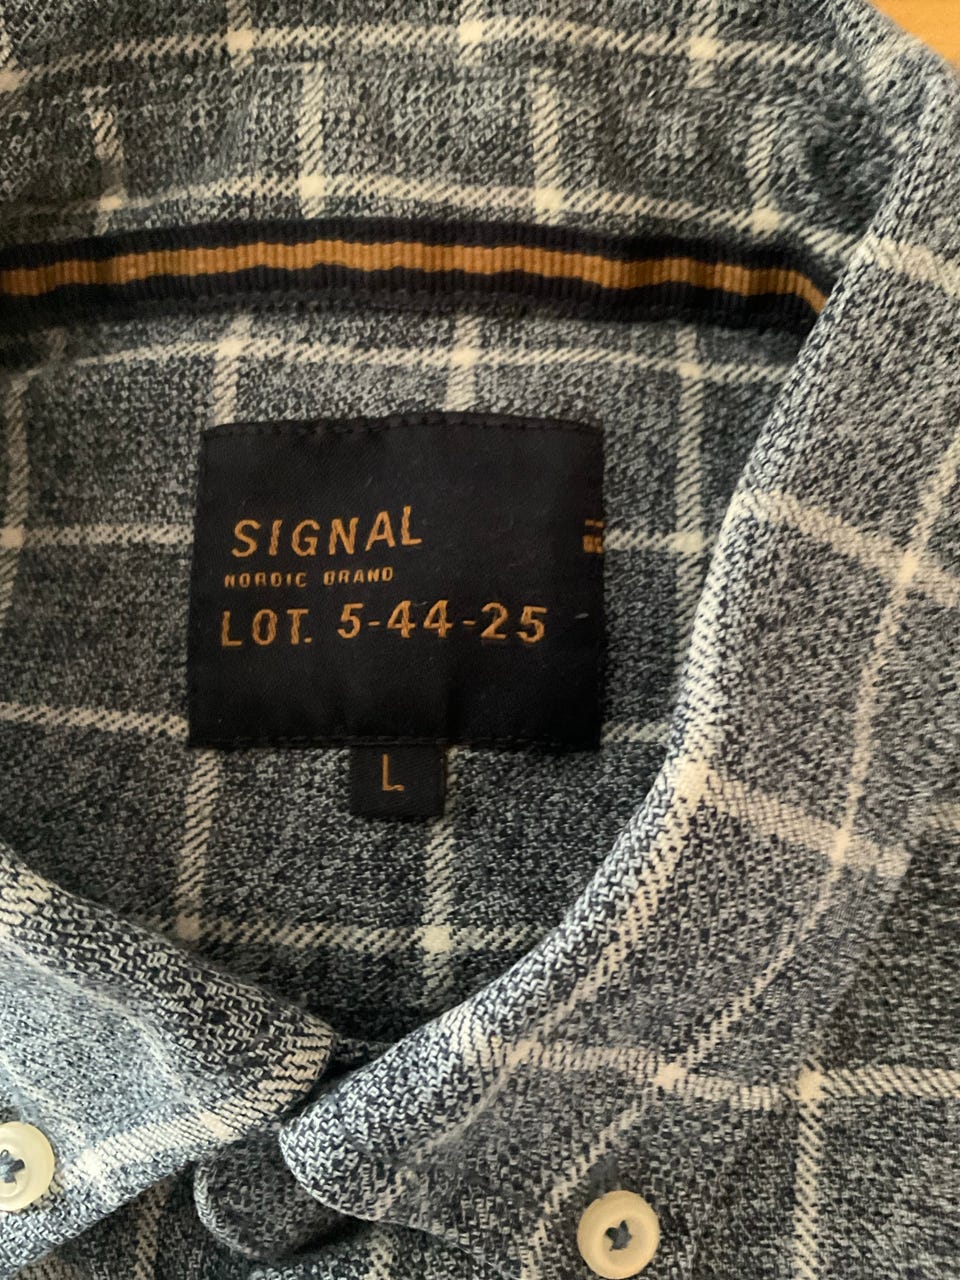 SIGNAL
NORDIC BRAND
LOT. 5-44-25
L